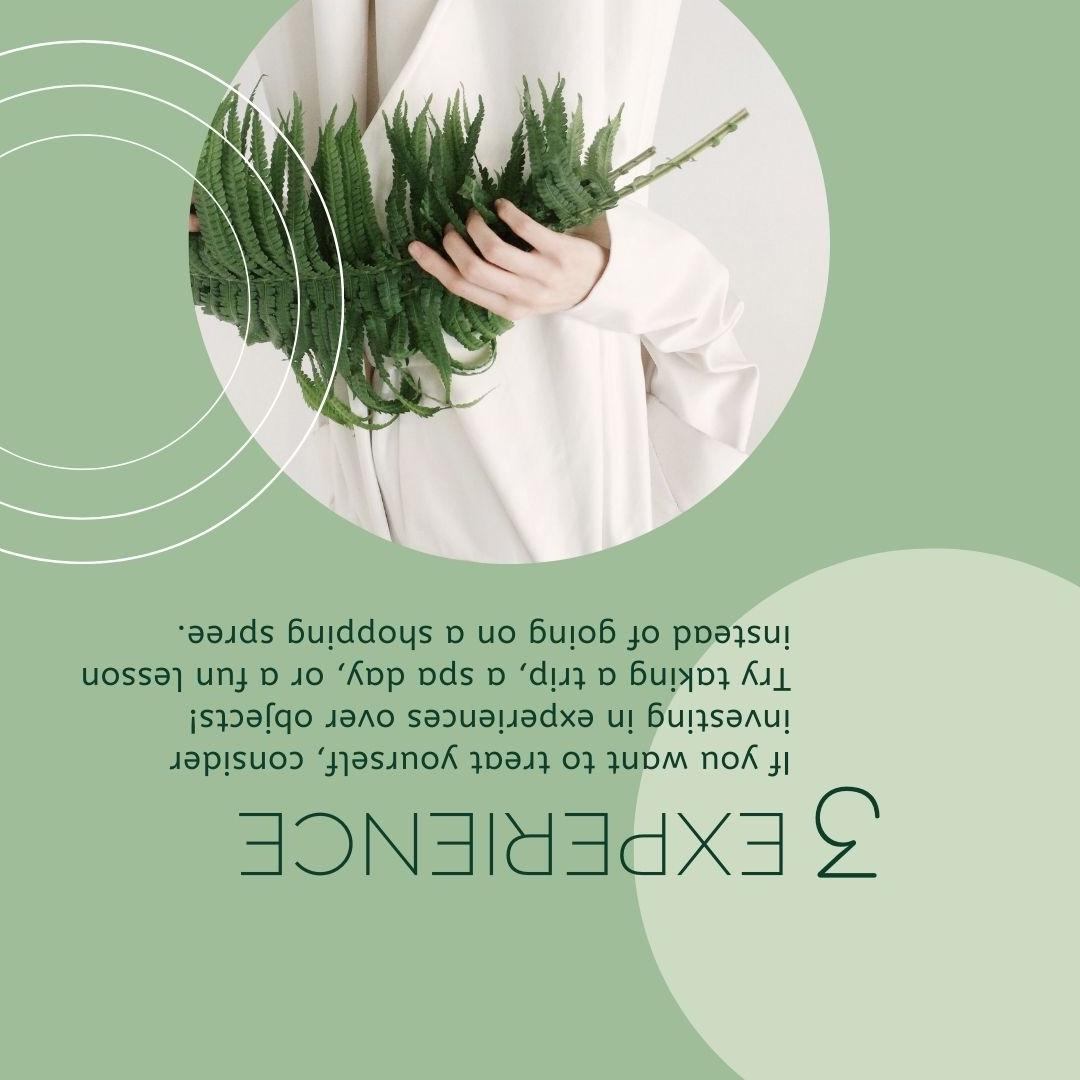 3 EXPERIENCE
If you want to treat yourself, consider
investing in experiences over objects!
Try taking a trip, a spa day, or a fun lesson
instead of going on a shopping spree.